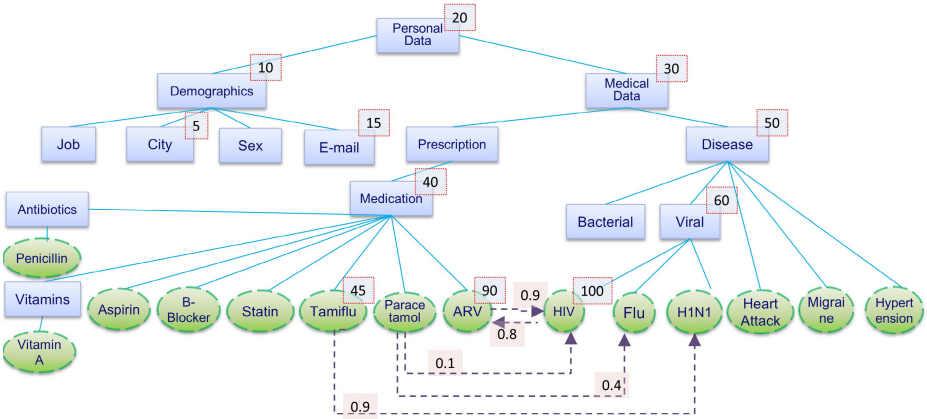 20
Personal
Data
10
30
Demographics
Medical
Data
5
15
50
Job
City
Sex
E-mail
Prescription
Disease
40
60
Antibiotics
Medication
Bacterial
Viral
Penicillin
45
90
0.9
100
Vitamins
Aspirin
B-
Blocker
Statin
Tamiflu
Parace
tamol
ARV
HIV
Flu
H1N1
Heart
Attack
Migrai
ne
Hypert
ension
0.8
Vitamin
A
0.1
0.4
0.9